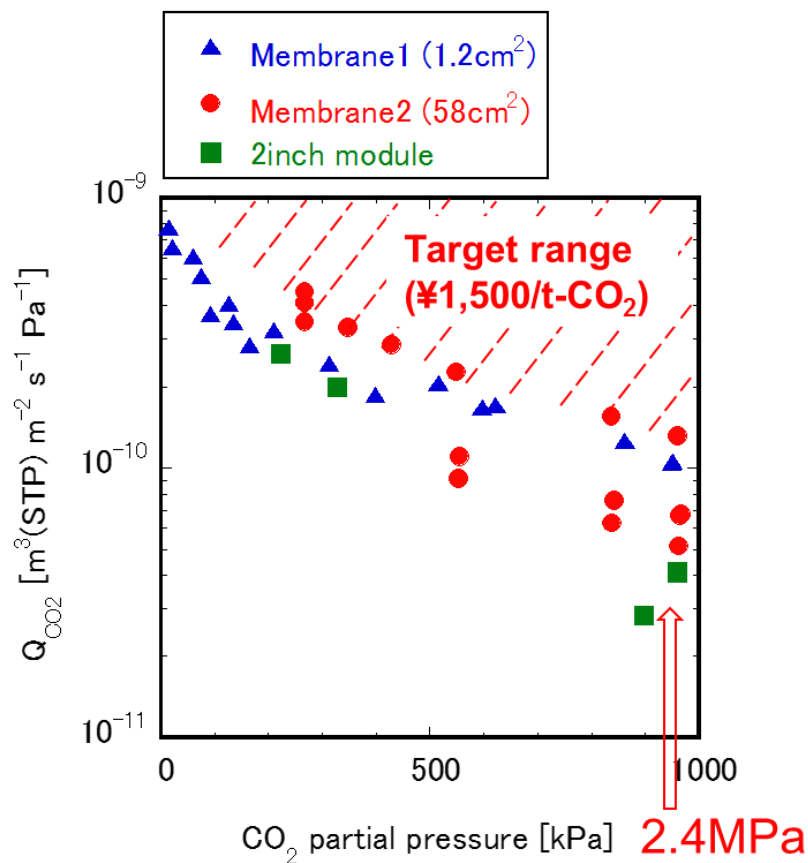 Membrane1 (1.2cm²)
Membrane2 (58cm²)
2inch module
10⁻⁹
Target range
(¥1,500/t-CO₂)
10⁻¹⁰
10⁻¹¹
Q_CO2 [m³(STP) m⁻² s⁻¹ Pa⁻¹]
0
500
1000
CO₂ partial pressure [kPa]
2.4MPa